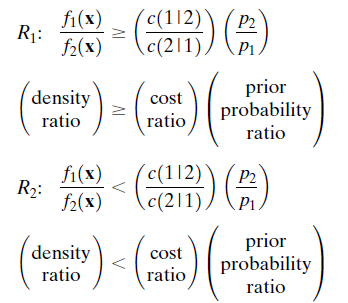 R₁: f₁(x)/f₂(x) ≥ (c(1|2)/c(2|1)) (p₂/p₁)
(density ratio) ≥ (cost ratio) (prior probability ratio)
R₂: f₁(x)/f₂(x) < (c(1|2)/c(2|1)) (p₂/p₁)
(density ratio) < (cost ratio) (prior probability ratio)